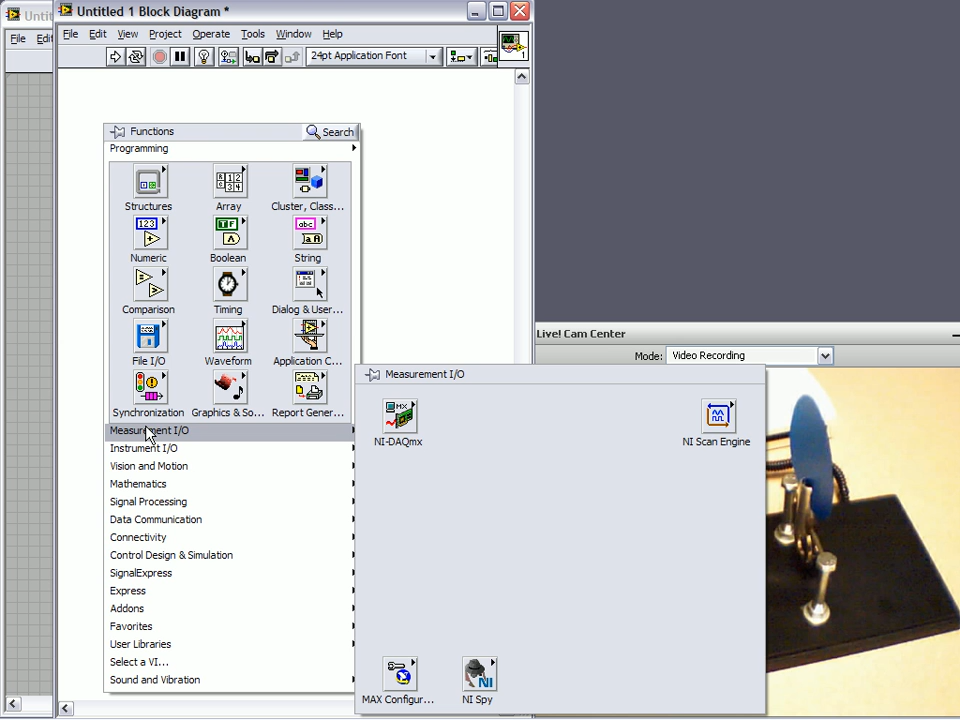 Untit
Untitled 1 Block Diagram *
File Edi
File Edit View Project Operate Tools Window Help
24pt Application Font
1
Functions Search
Programming
Structures Array Cluster, Class...
Numeric Boolean String
Comparison Timing Dialog & User...
File I/O Waveform Application C...
Synchronization Graphics & So... Report Gener...
Measurement I/O
Instrument I/O
Vision and Motion
Mathematics
Signal Processing
Data Communication
Connectivity
Control Design & Simulation
SignalExpress
Express
Addons
Favorites
User Libraries
Select a VI...
Sound and Vibration
Measurement I/O
NI-DAQmx NI Scan Engine
MAX Configur... NI Spy
Live! Cam Center
Mode: Video Recording